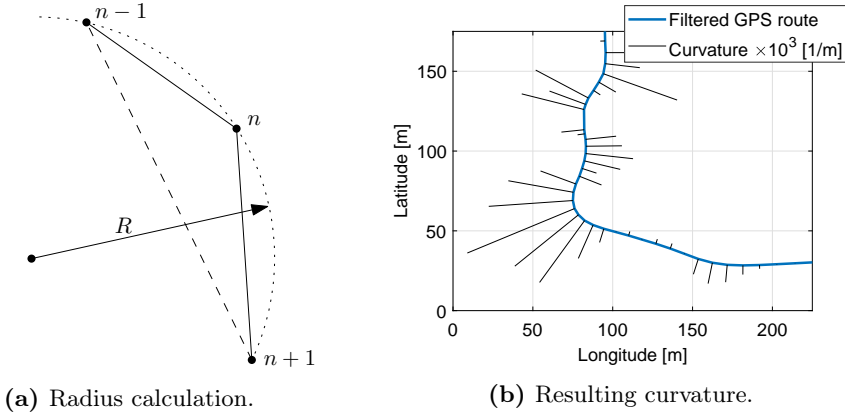 n − 1
n
R
n + 1
(a) Radius calculation.
Filtered GPS route
Curvature ×10³ [1/m]
Latitude [m]
150
100
50
0
0 50 100 150 200
Longitude [m]
(b) Resulting curvature.